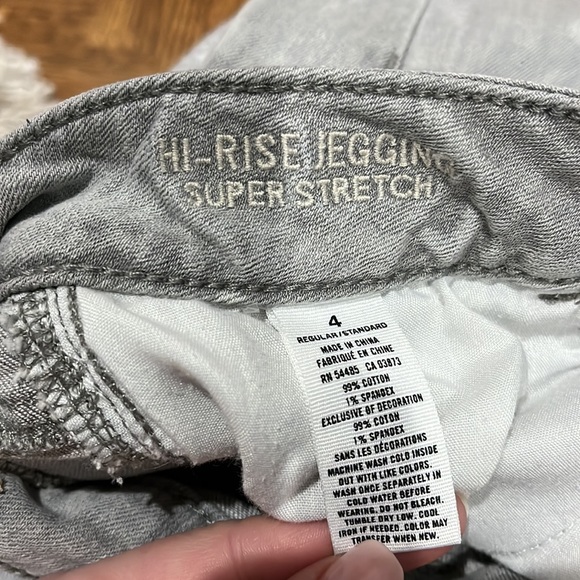 HI-RISE JEGGING
SUPER STRETCH
4
REGULAR/STANDARD
MADE IN CHINA
FABRIQUÉ EN CHINE
RN 54485 CA 03873
99% COTTON
1% SPANDEX
EXCLUSIVE OF DECORATION
99% COTON
1% SPANDEX
SANS LES DÉCORATIONS
MACHINE WASH COLD INSIDE
OUT WITH LIKE COLORS.
WASH ONCE SEPARATELY IN
COLD WATER BEFORE
WEARING. DO NOT BLEACH.
TUMBLE DRY LOW. COOL
IRON IF NEEDED. COLOR MAY
TRANSFER WHEN NEW.